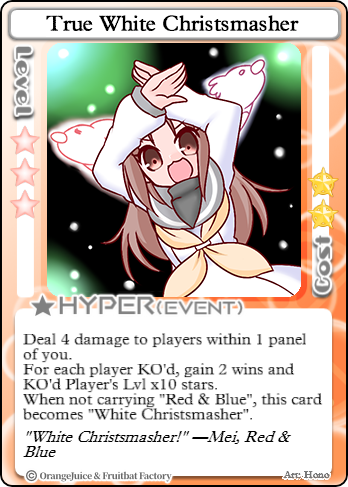 True White Christsmasher
Level
Cost
HYPER(EVENT)
Deal 4 damage to players within 1 panel
of you.
For each player KO'd, gain 2 wins and
KO'd Player's Lvl x10 stars.
When not carrying "Red & Blue", this card
becomes "White Christsmasher".
"White Christsmasher!" —Mei, Red &
Blue
© OrangeJuice & Fruitbat Factory
Art: Hono